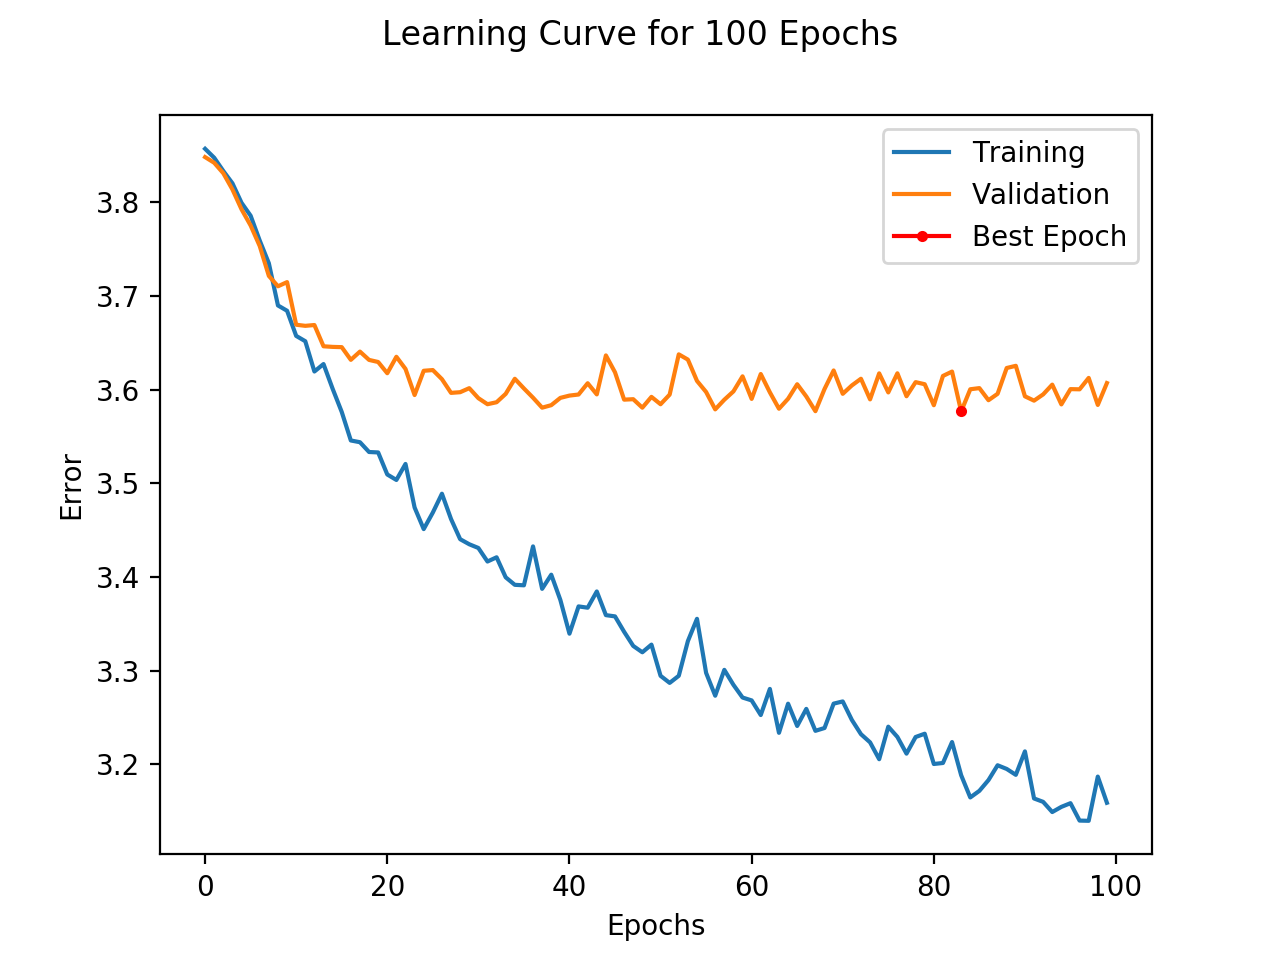 Learning Curve for 100 Epochs
Training
Validation
Best Epoch
3.8
3.7
3.6
3.5
3.4
3.3
3.2
Error
0 20 40 60 80 100
Epochs